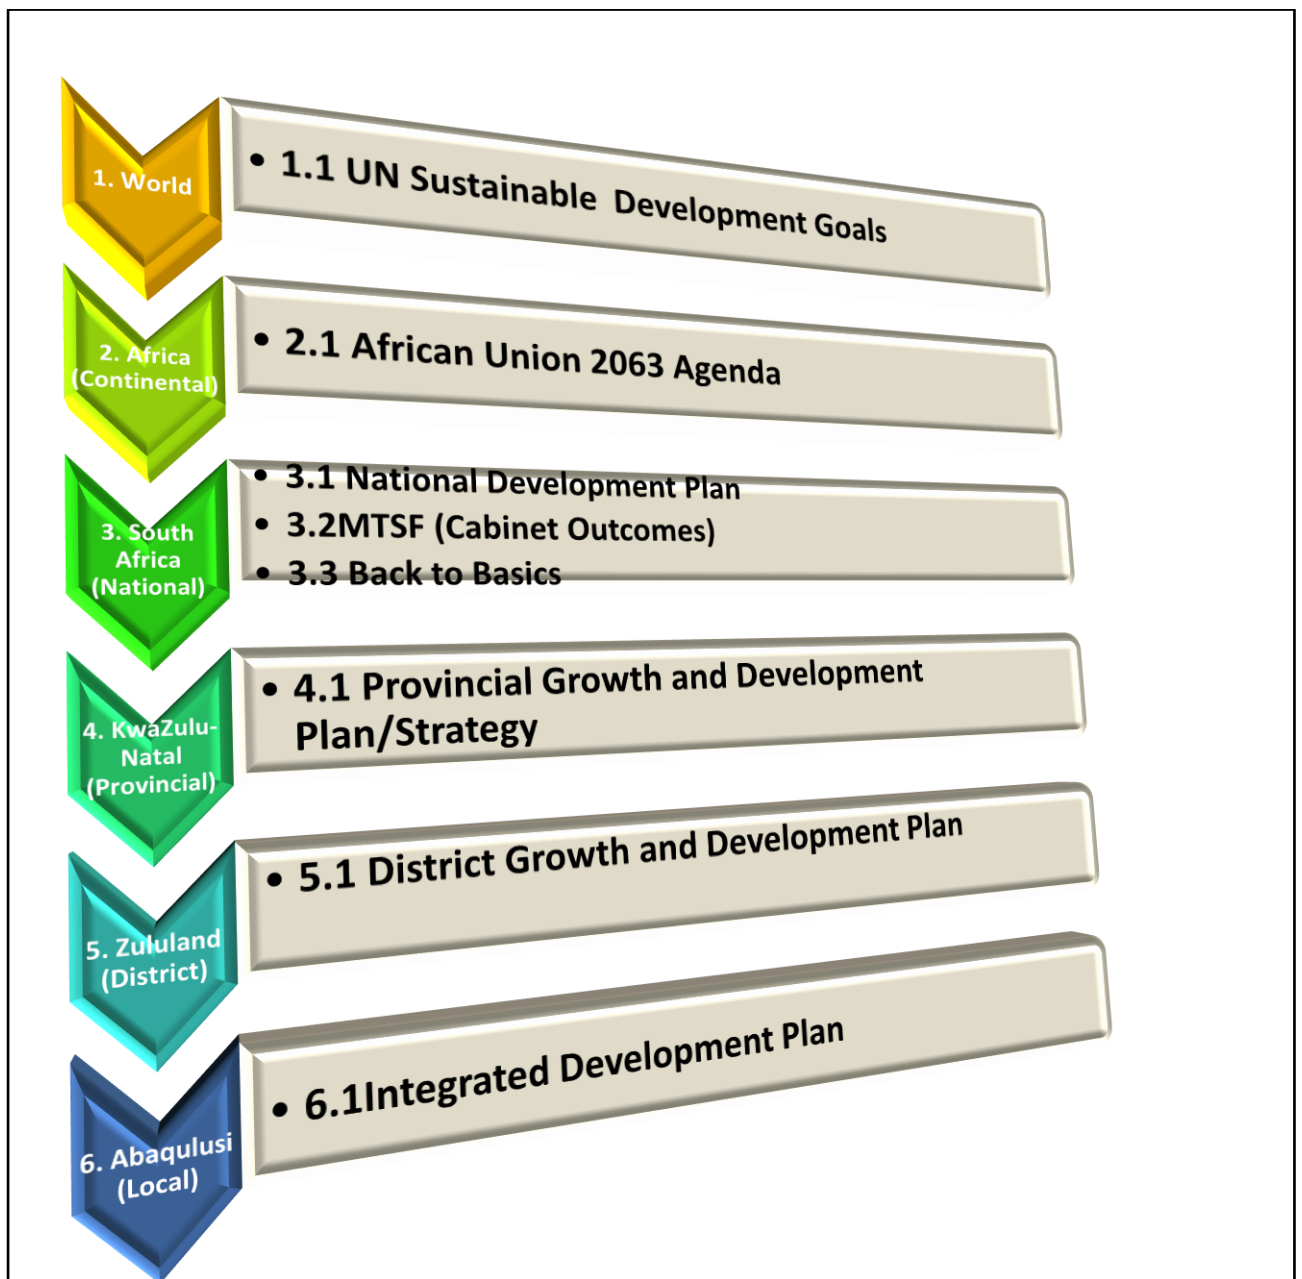 1. World
• 1.1 UN Sustainable Development Goals
2. Africa
(Continental)
• 2.1 African Union 2063 Agenda
3. South
Africa
(National)
• 3.1 National Development Plan
• 3.2MTSF (Cabinet Outcomes)
• 3.3 Back to Basics
4. KwaZulu-
Natal
(Provincial)
• 4.1 Provincial Growth and Development
Plan/Strategy
5. Zululand
(District)
• 5.1 District Growth and Development Plan
6. Abaqulusi
(Local)
• 6.1Integrated Development Plan